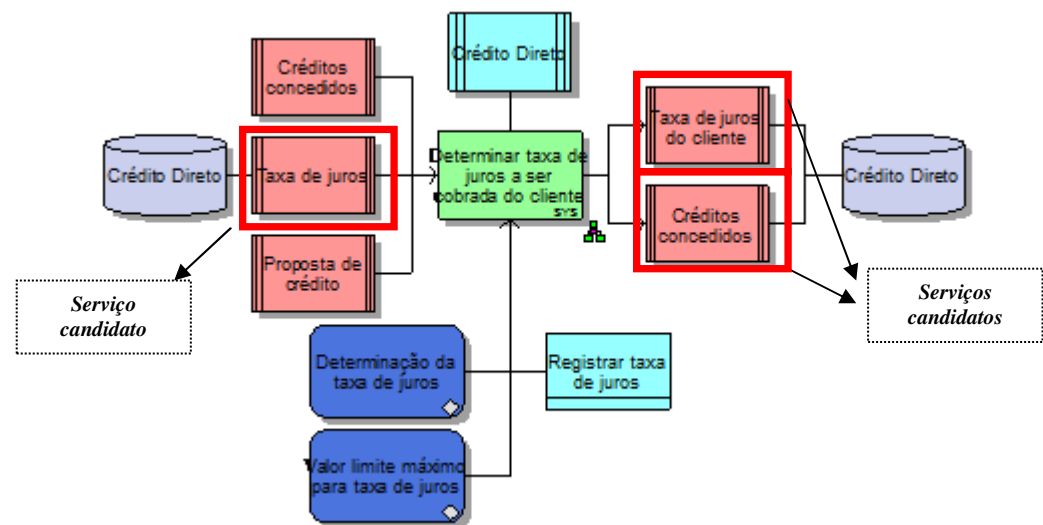 Créditos
concedidos
Crédito Direto
Taxa de juros
do cliente
Crédito Direto
Taxa de juros
Determinar taxa de
juros a ser
cobrada do cliente
SYS
Crédito Direto
Créditos
concedidos
Proposta de
crédito
Serviço
candidato
Serviços
candidatos
Determinação da
taxa de juros
Registrar taxa
de juros
Valor limite máximo
para taxa de juros